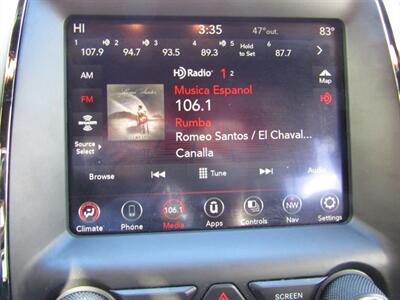 HI 3:35 47°out. 83°
1 2 3 4 5 6
107.9 94.7 93.5 89.3 Hold to Set 87.7
AM HD Radio 1 2 Map
FM Musica Espanol HD
106.1
SiriusXM Rumba
Romeo Santos / El Chaval...
Source Select Canalla
Browse Tune Audio
106.1
NW
Climate Phone Media Apps Controls Nav Settings
SCREEN